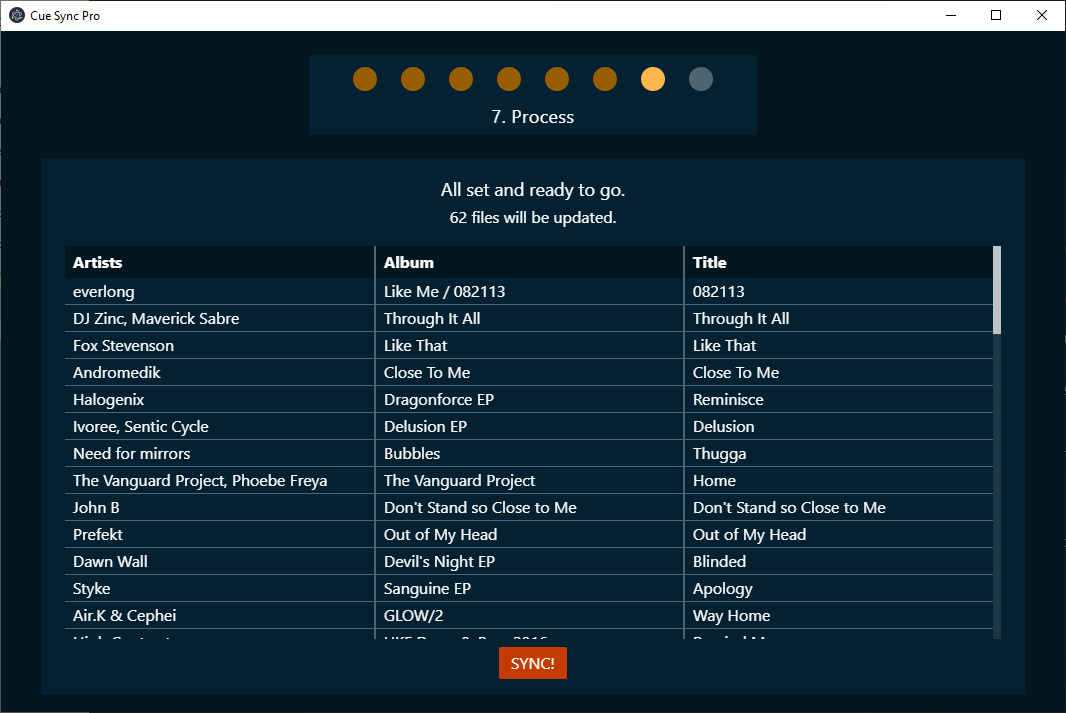 Cue Sync Pro
7. Process
All set and ready to go.
62 files will be updated.
Artists Album Title
everlong Like Me / 082113 082113
DJ Zinc, Maverick Sabre Through It All Through It All
Fox Stevenson Like That Like That
Andromedik Close To Me Close To Me
Halogenix Dragonforce EP Reminisce
Ivoree, Sentic Cycle Delusion EP Delusion
Need for mirrors Bubbles Thugga
The Vanguard Project, Phoebe Freya The Vanguard Project Home
John B Don't Stand so Close to Me Don't Stand so Close to Me
Prefekt Out of My Head Out of My Head
Dawn Wall Devil's Night EP Blinded
Styke Sanguine EP Apology
Air.K & Cephei GLOW/2 Way Home
SYNC!